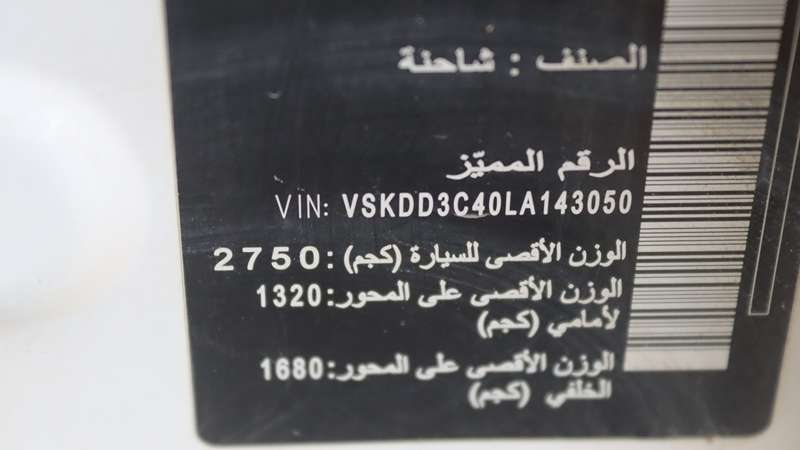 الصنف : شاحنة
الرقم المميّز
VIN: VSKDD3C40LA143050
الوزن الأقصى للسيارة (كجم): 2750
الوزن الأقصى على المحور: 1320
لأمامي (كجم)
الوزن الأقصى على المحور: 1680
الخلفي (كجم)